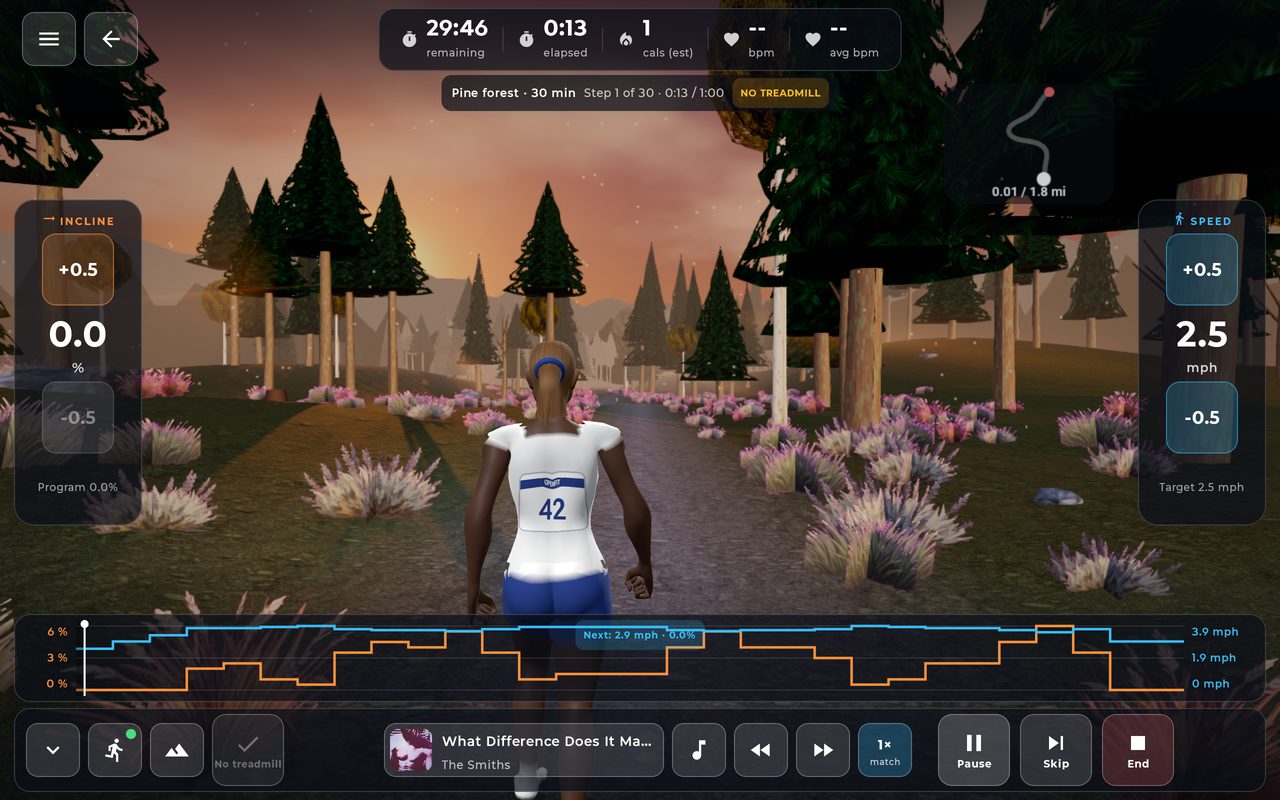 29:46
remaining
0:13
elapsed
1
cals (est)
--
bpm
--
avg bpm
Pine forest · 30 min Step 1 of 30 · 0:13 / 1:00 NO TREADMILL
0.01 / 1.8 mi
INCLINE
+0.5
0.0
%
-0.5
Program 0.0%
SPEED
+0.5
2.5
mph
-0.5
Target 2.5 mph
OPENFIT
42
6 %
3 %
0 %
Next: 2.9 mph · 0.0%
3.9 mph
1.9 mph
0 mph
No treadmill
What Difference Does It Ma...
The Smiths
1×
match
Pause
Skip
End